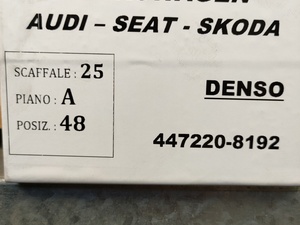 AUDI – SEAT - SKODA
SCAFFALE : 25
PIANO : A
POSIZ. : 48
DENSO
447220-8192